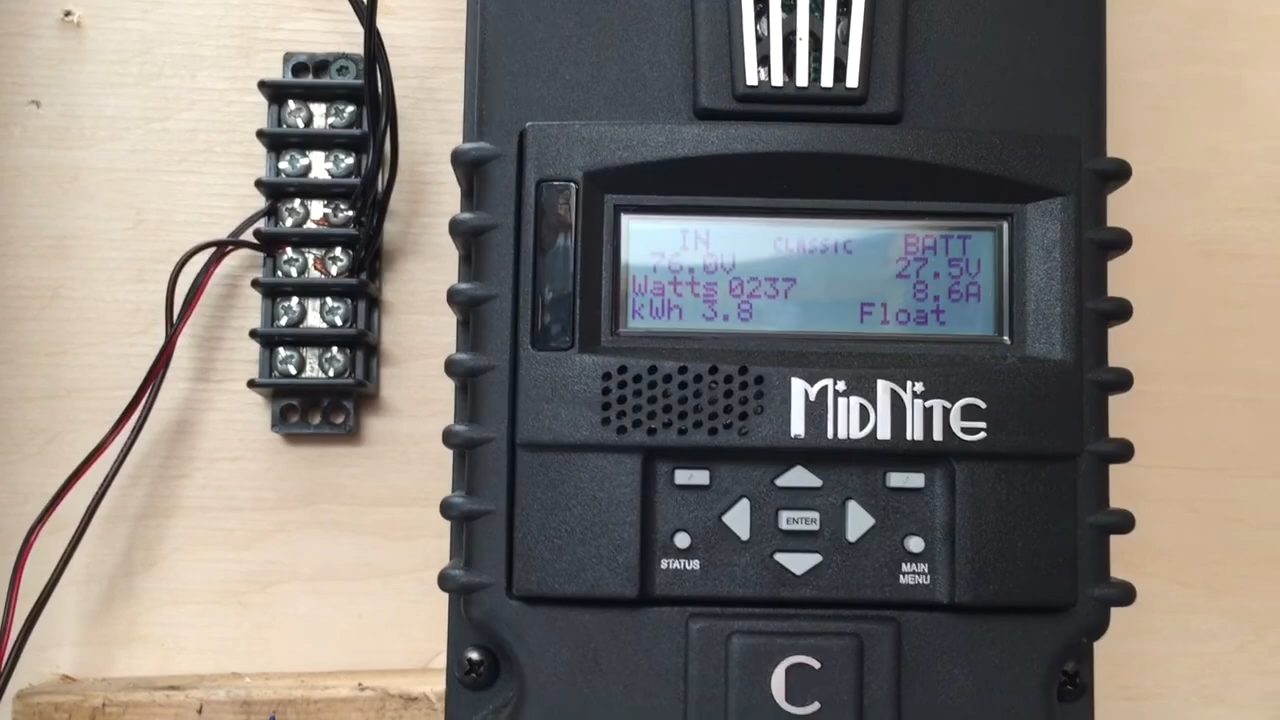 IN CLASSIC BATT
76.0V 27.5V
Watts 0237 8.6A
kWh 3.8 Float
MidNite
ENTER
STATUS
MAIN
MENU
C